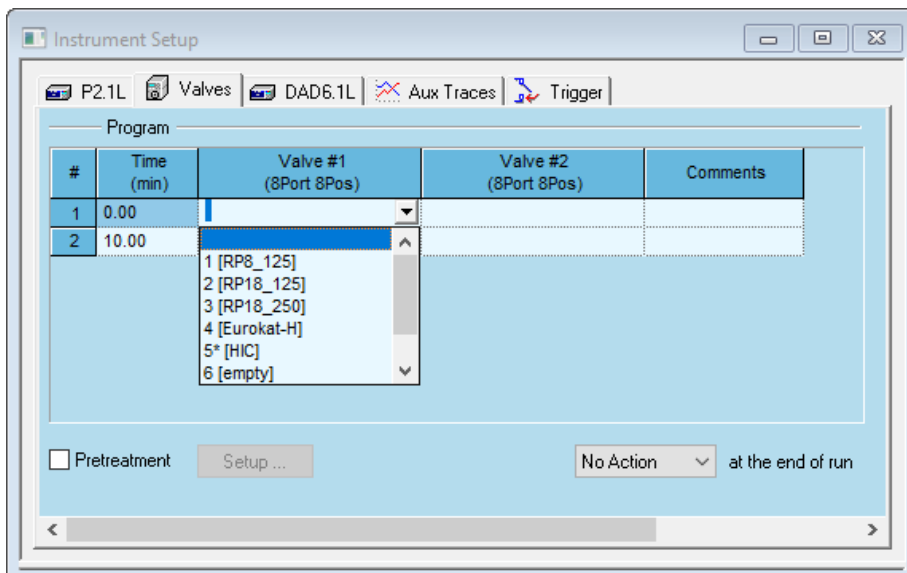 Instrument Setup
P2.1L Valves DAD6.1L Aux Traces Trigger
Program
# Time (min) Valve #1 (8Port 8Pos) Valve #2 (8Port 8Pos) Comments
1 0.00
2 10.00
1 [RP8_125]
2 [RP18_125]
3 [RP18_250]
4 [Eurokat-H]
5* [HIC]
6 [empty]
Pretreatment Setup ... No Action at the end of run